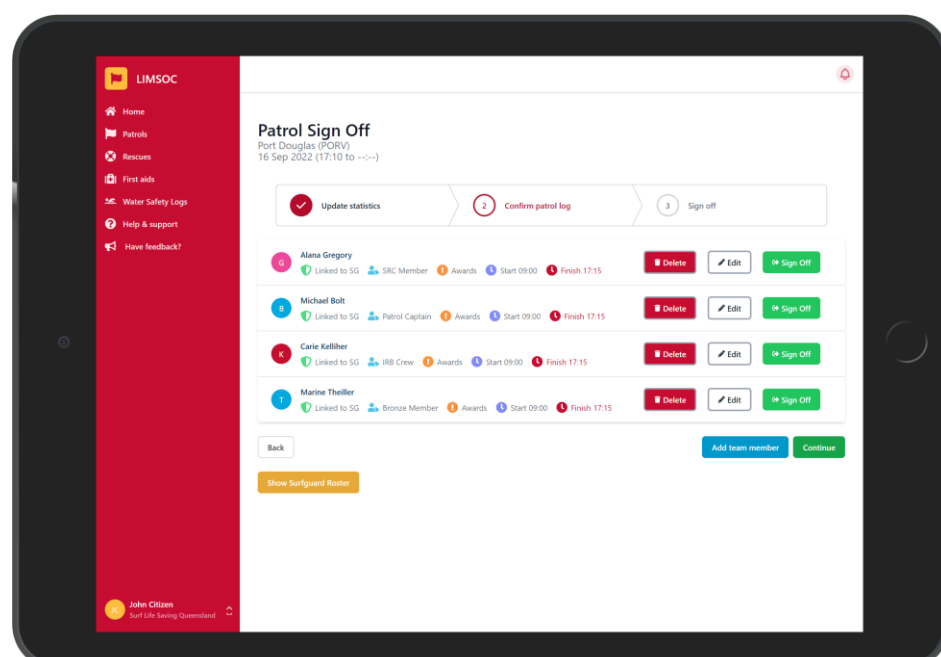 LIMSOC
Home
Patrols
Rescues
First aids
Water Safety Logs
Help & support
Have feedback?
Patrol Sign Off
Port Douglas (PORV)
16 Sep 2022 (17:10 to --:--)
Update statistics 2 Confirm patrol log 3 Sign off
G Alana Gregory
Linked to SG SRC Member Awards Start 09:00 Finish 17:15 Delete Edit Sign Off
B Michael Bolt
Linked to SG Patrol Captain Awards Start 09:00 Finish 17:15 Delete Edit Sign Off
K Carie Kelliher
Linked to SG IRB Crew Awards Start 09:00 Finish 17:15 Delete Edit Sign Off
T Marine Theiller
Linked to SG Bronze Member Awards Start 09:00 Finish 17:15 Delete Edit Sign Off
Back Add team member Continue
Show Surfguard Roster
JC John Citizen
Surf Life Saving Queensland